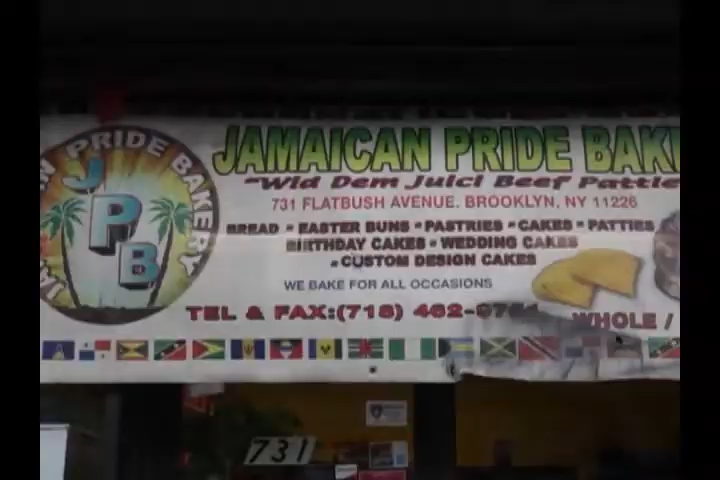 JAMAICAN PRIDE BAK
PRIDE BAKERY
J
P
B
"Wid Dem Juici Beef Pattie
731 FLATBUSH AVENUE. BROOKLYN, NY 11226
BREAD • EASTER BUNS • PASTRIES • CAKES • PATTIES
BIRTHDAY CAKES • WEDDING CAKES
• CUSTOM DESIGN CAKES
WE BAKE FOR ALL OCCASIONS
TEL & FAX:(718) 462-
WHOLE /
731